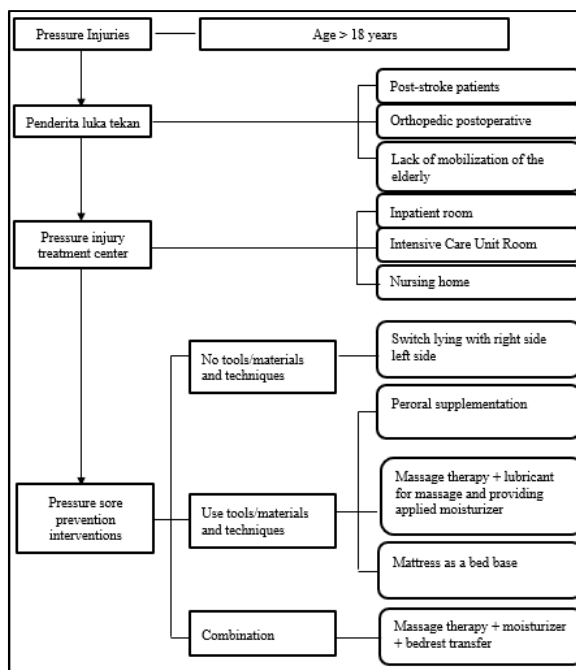 Pressure Injuries
Age > 18 years
Penderita luka tekan
Post-stroke patients
Orthopedic postoperative
Lack of mobilization of the
elderly
Pressure injury
treatment center
Inpatient room
Intensive Care Unit Room
Nursing home
Pressure sore
prevention
interventions
No tools/materials
and techniques
Switch lying with right side
left side
Use tools/materials
and techniques
Peroral supplementation
Massage therapy + lubricant
for massage and providing
applied moisturizer
Mattress as a bed base
Combination
Massage therapy + moisturizer
+ bedrest transfer